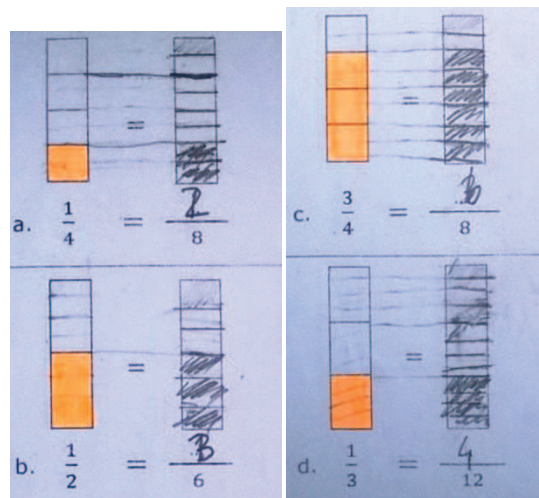 a. 1/4 = 2/8
b. 1/2 = 3/6
c. 3/4 = 6/8
d. 1/3 = 4/12